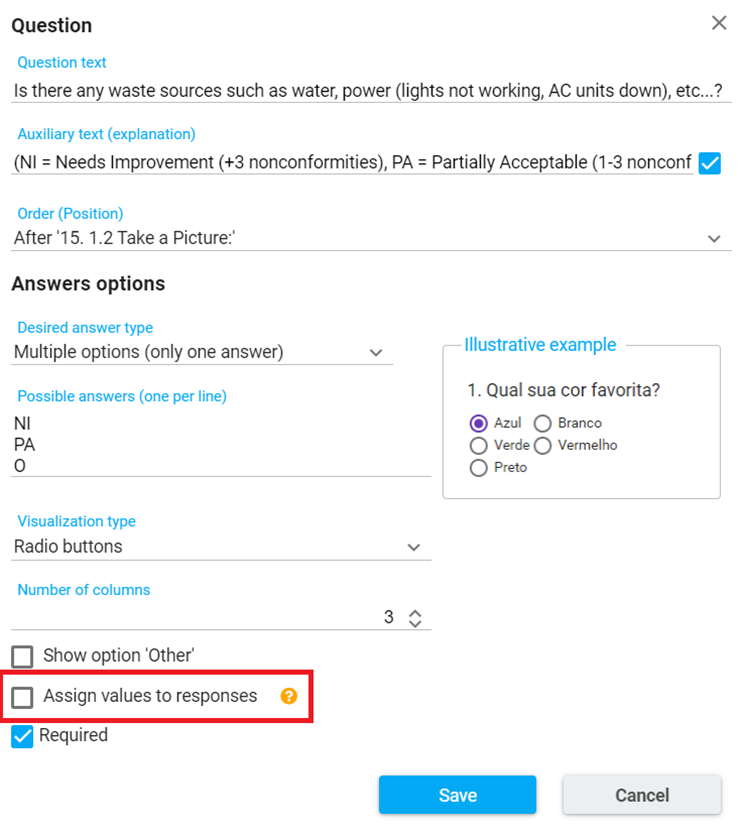 Question
Question text
Is there any waste sources such as water, power (lights not working, AC units down), etc...?
Auxiliary text (explanation)
(NI = Needs Improvement (+3 nonconformities), PA = Partially Acceptable (1-3 nonconf
Order (Position)
After '15. 1.2 Take a Picture:'
Answers options
Desired answer type
Multiple options (only one answer)
Possible answers (one per line)
NI
PA
O
Illustrative example
1. Qual sua cor favorita?
Azul Branco
Verde Vermelho
Preto
Visualization type
Radio buttons
Number of columns
3
Show option 'Other'
Assign values to responses ?
Required
Save Cancel